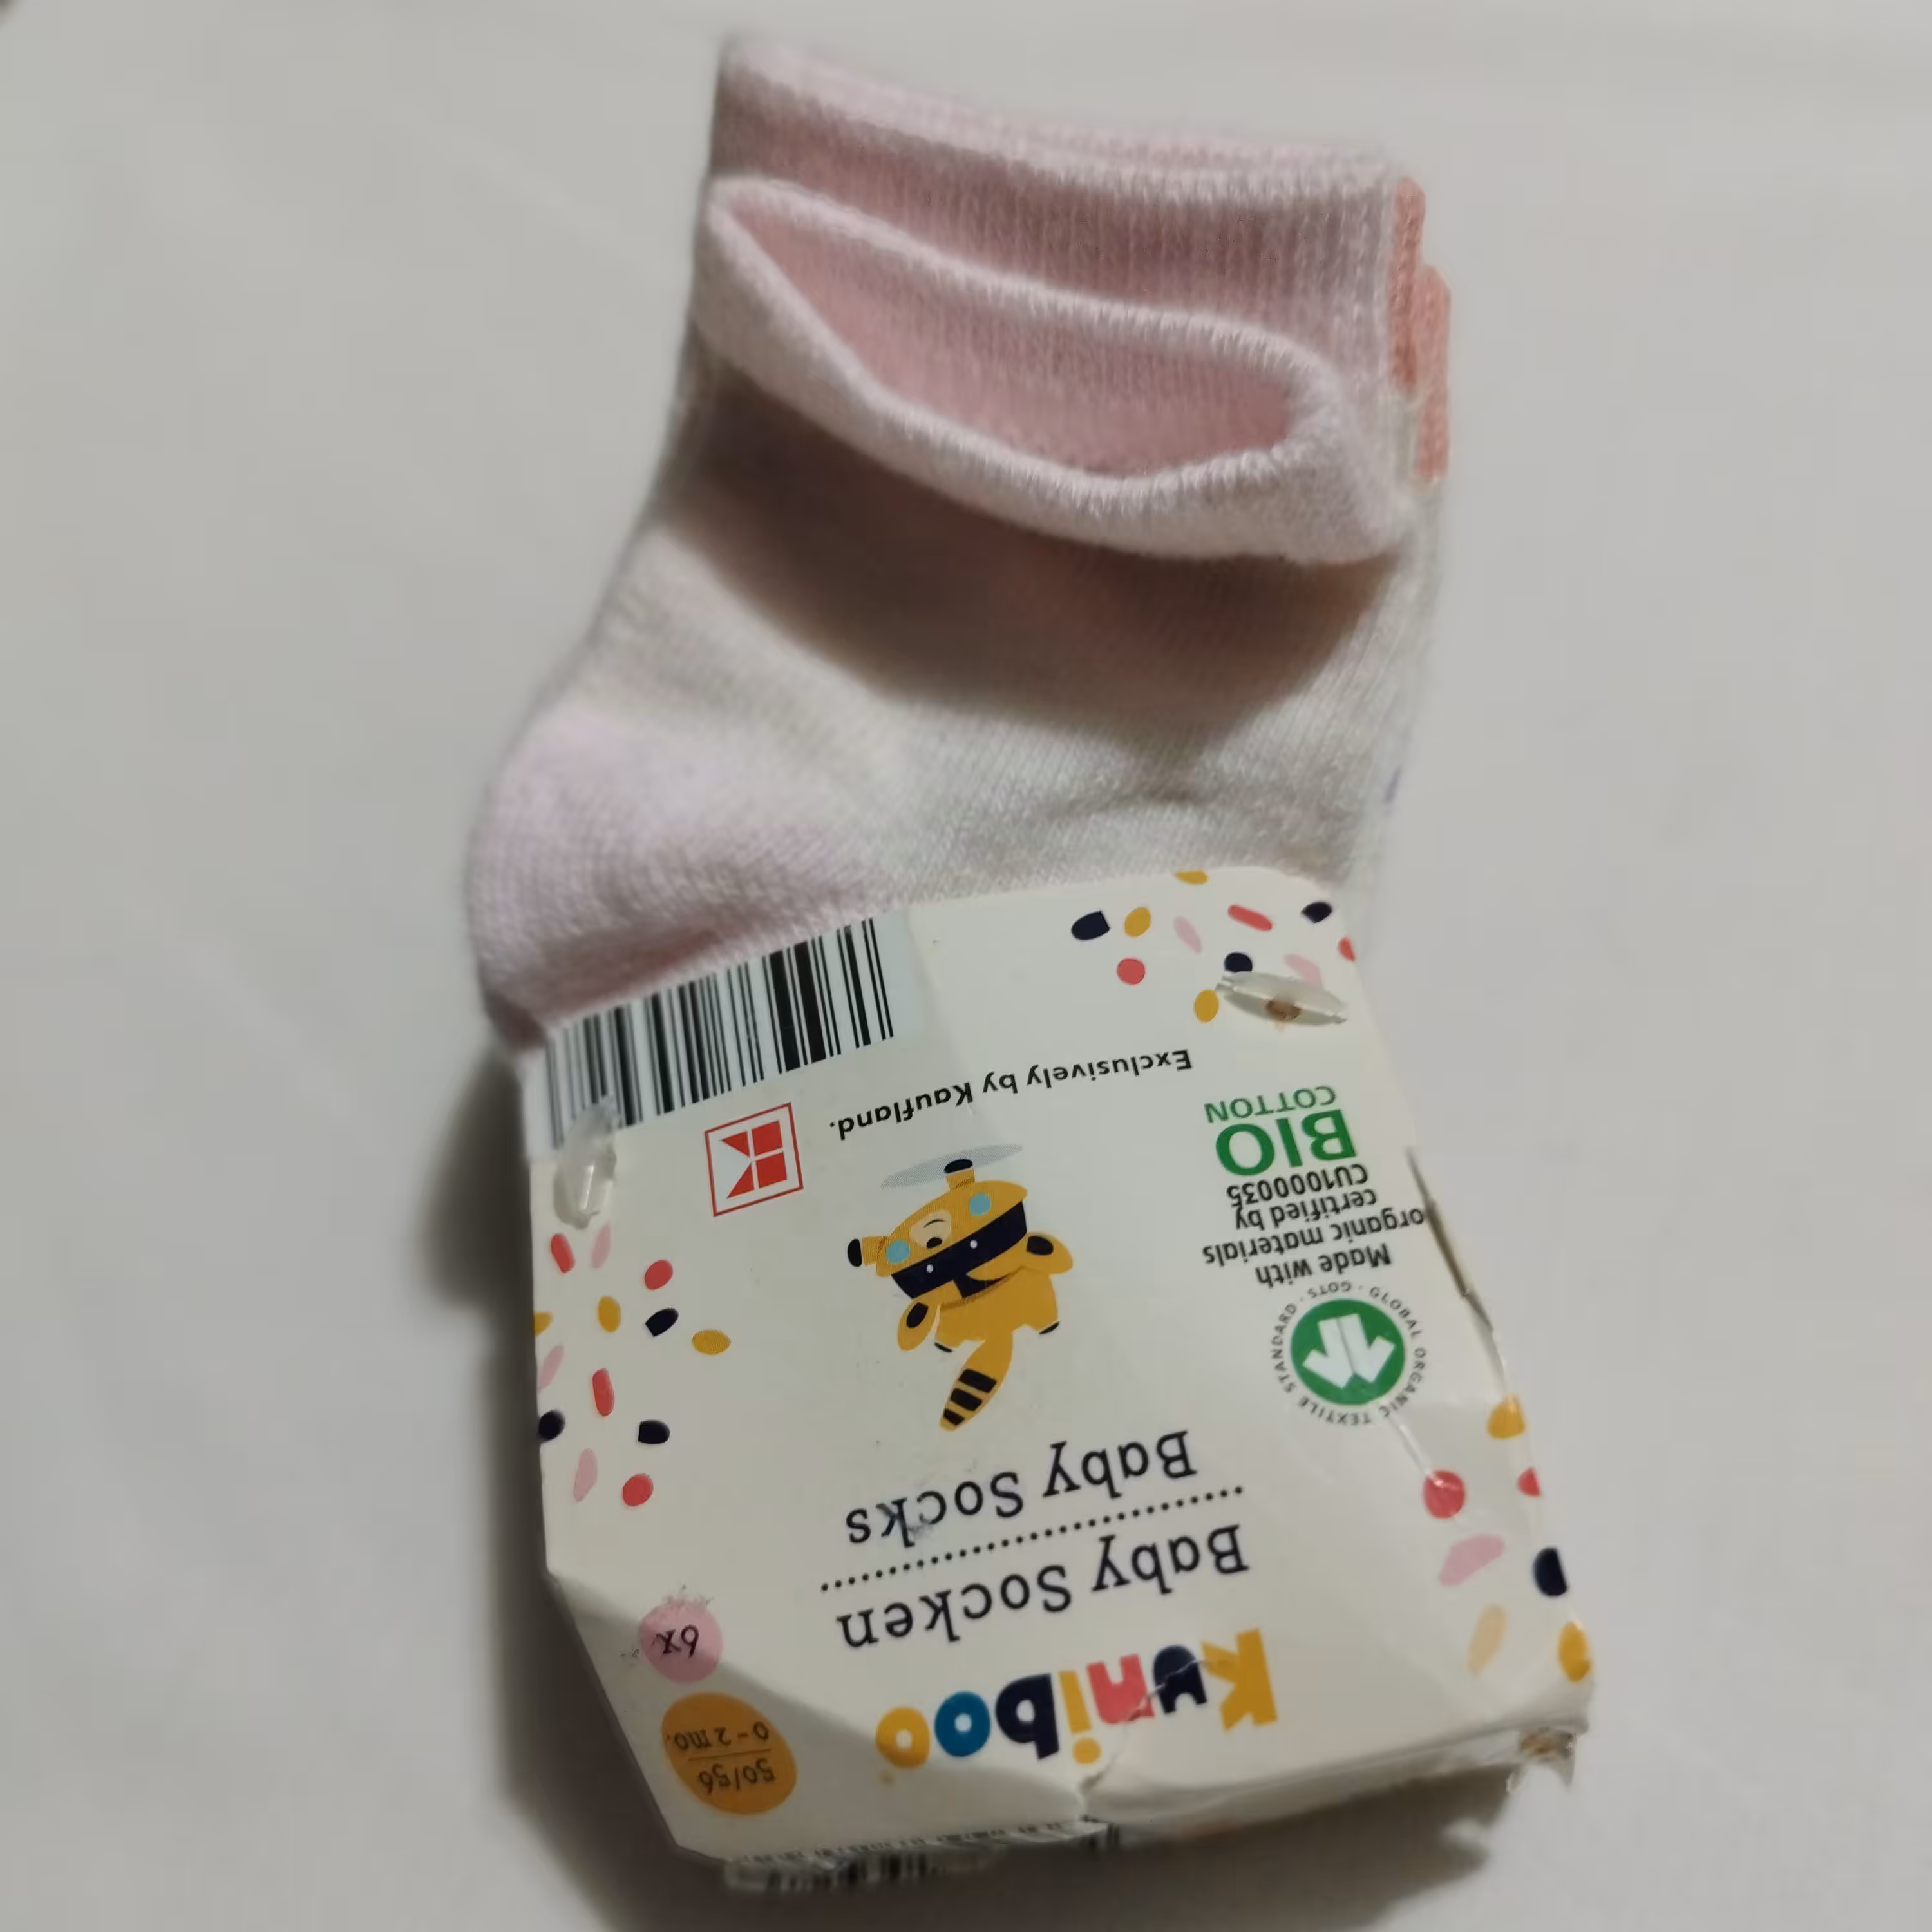 50/56
0-2 mo.
6x
Kuniboo
Baby Socken
Baby Socks
GLOBAL ORGANIC TEXTILE STANDARD · GOTS ·
Made with
organic materials
certified by
CU1000035
BIO
COTTON
Exclusively by Kaufland.